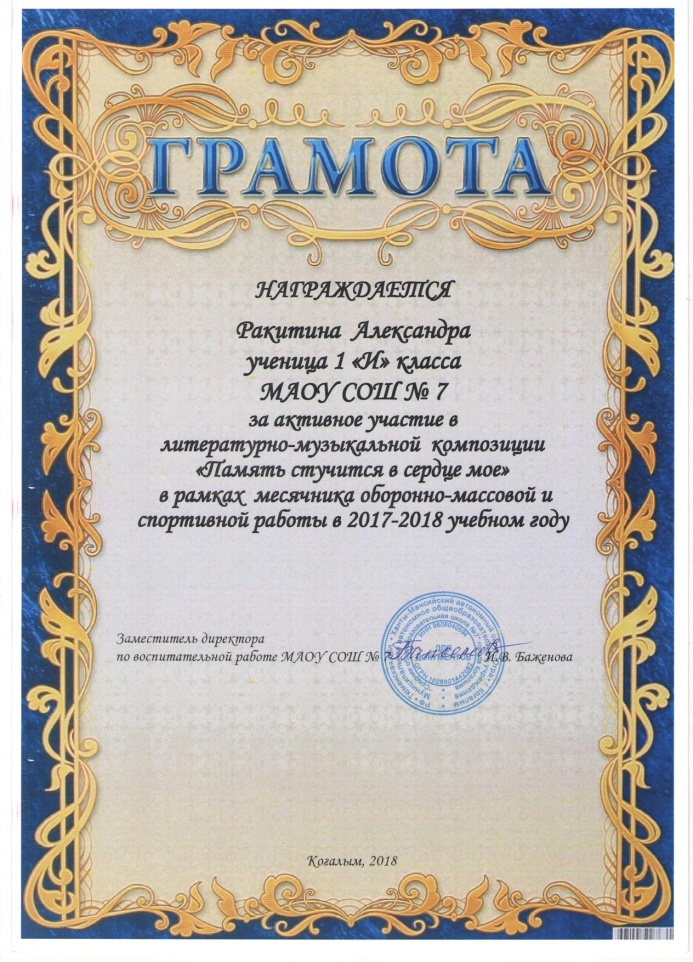 ГРАМОТА
НАГРАЖДАЕТСЯ
Ракитина Александра
ученица 1 «И» класса
МАОУ СОШ № 7
за активное участие в
литературно-музыкальной композиции
«Память стучится в сердце мое»
в рамках месячника оборонно-массовой и
спортивной работы в 2017-2018 учебном году
Заместитель директора
по воспитательной работе МАОУ СОШ № 7 Н.В. Баженова
Когалым, 2018